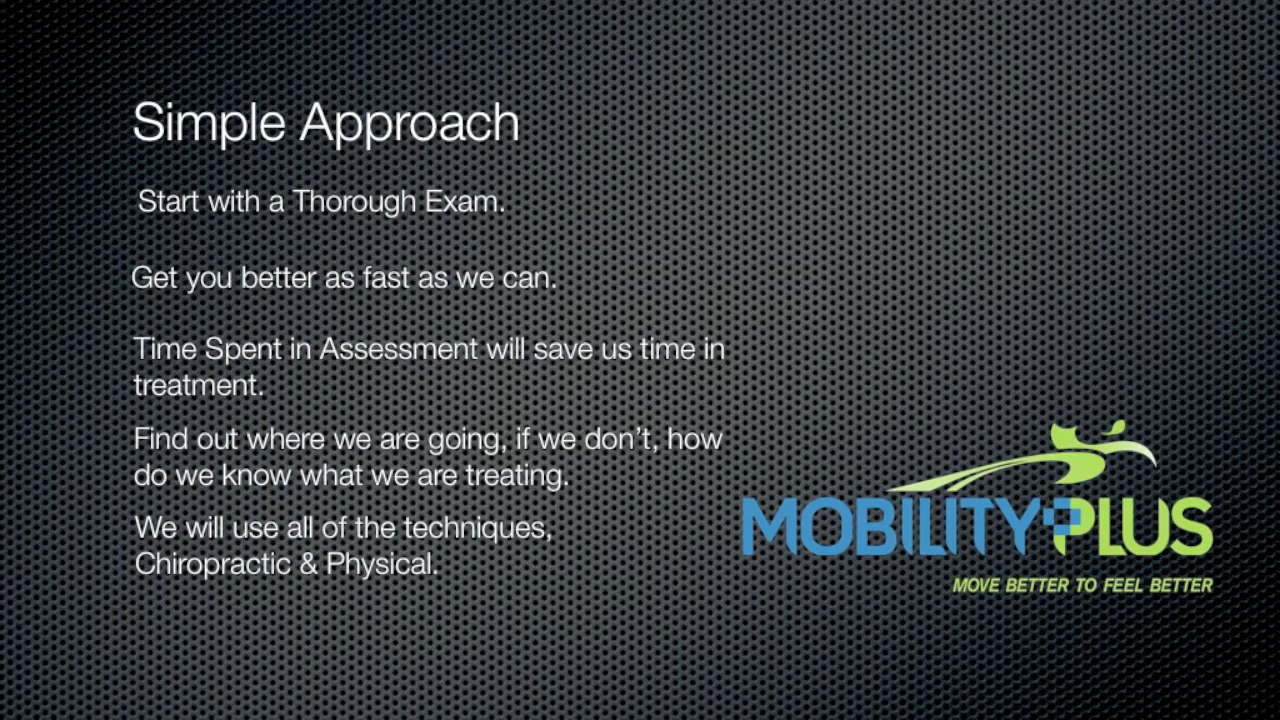 Simple Approach
Start with a Thorough Exam.
Get you better as fast as we can.
Time Spent in Assessment will save us time in
treatment.
Find out where we are going, if we don't, how
do we know what we are treating.
We will use all of the techniques,
Chiropractic & Physical.
MOBILITYPLUS
MOVE BETTER TO FEEL BETTER